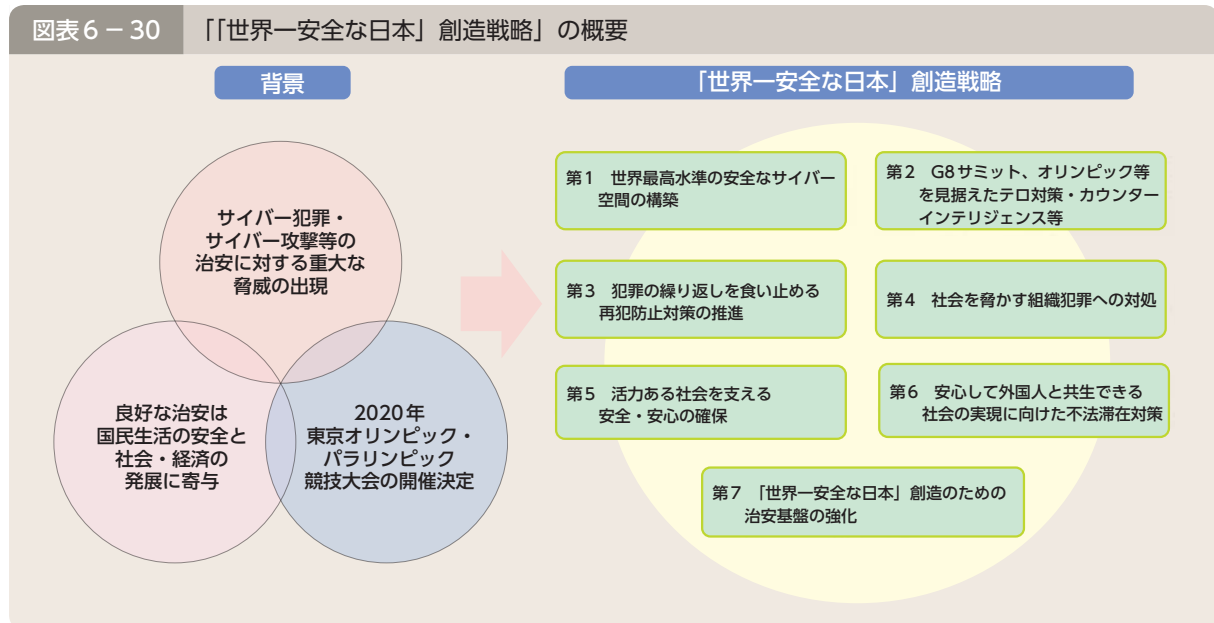 図表6－30 「「世界一安全な日本」創造戦略」の概要
背景
サイバー犯罪・
サイバー攻撃等の
治安に対する重大な
脅威の出現
良好な治安は
国民生活の安全と
社会・経済の
発展に寄与
2020年
東京オリンピック・
パラリンピック
競技大会の開催決定
「世界一安全な日本」創造戦略
第1　世界最高水準の安全なサイバー
空間の構築
第2　G8サミット、オリンピック等
を見据えたテロ対策・カウンター
インテリジェンス等
第3　犯罪の繰り返しを食い止める
再犯防止対策の推進
第4　社会を脅かす組織犯罪への対処
第5　活力ある社会を支える
安全・安心の確保
第6　安心して外国人と共生できる
社会の実現に向けた不法滞在対策
第7　「世界一安全な日本」創造のための
治安基盤の強化